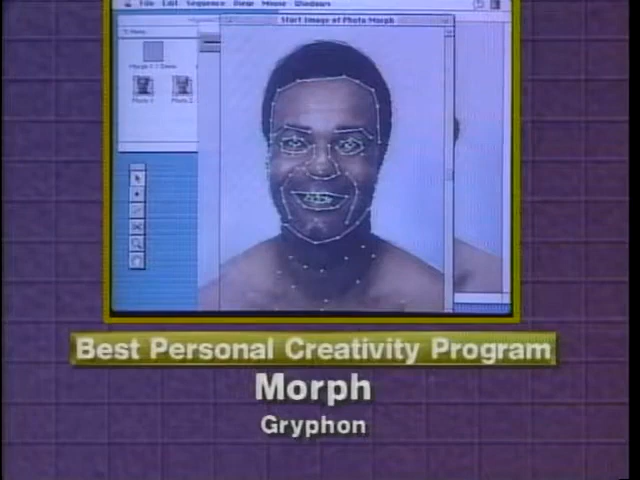 File Edit Sequence View Mouse Windows
Start Image of Photo Morph
Photo 1 Photo 2
Best Personal Creativity Program
Morph
Gryphon